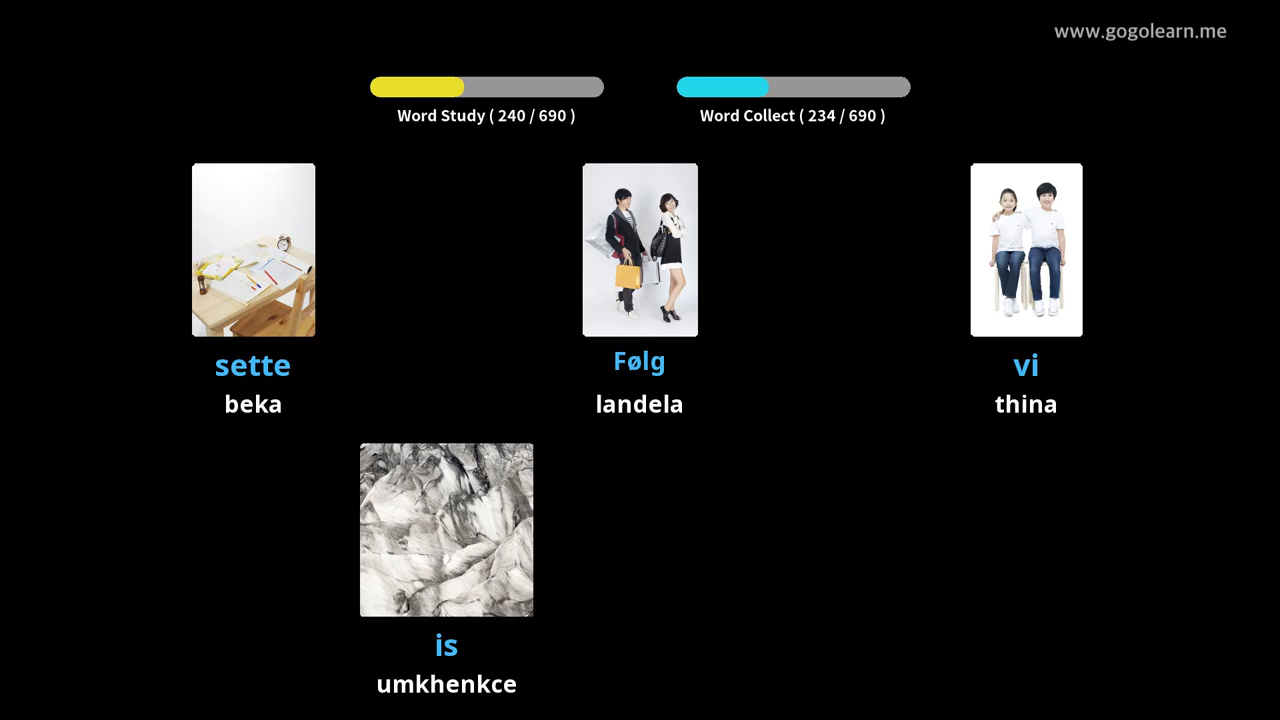 www.gogolearn.me
Word Study ( 240 / 690 )
Word Collect ( 234 / 690 )
sette
beka
Følg
landela
vi
thina
is
umkhenkce